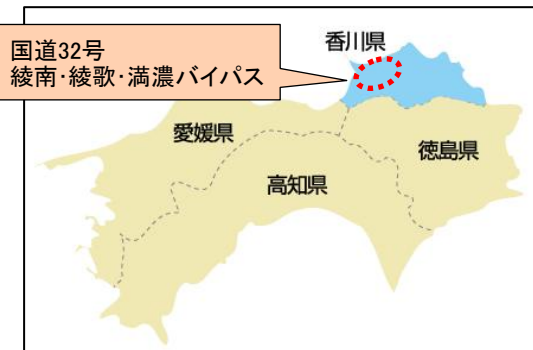 国道32号
綾南・綾歌・満濃バイパス
香川県
愛媛県
徳島県
高知県